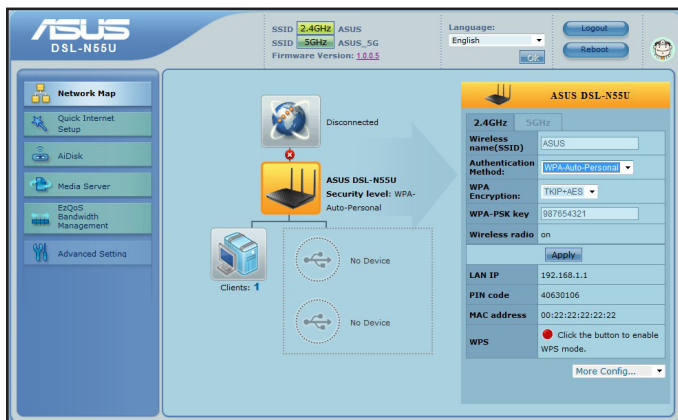 ASUS
DSL-N55U
SSID 2.4GHz ASUS
SSID 5GHz ASUS_5G
Firmware Version: 1.0.0.5
Language:
English
OK
Logout
Reboot
Network Map
Quick Internet
Setup
AiDisk
Media Server
EzQoS
Bandwidth
Management
Advanced Setting
Disconnected
ASUS DSL-N55U
Security level: WPA-
Auto-Personal
Clients: 1
No Device
No Device
ASUS DSL-N55U
2.4GHz 5GHz
Wireless
name(SSID) ASUS
Authentication
Method: WPA-Auto-Personal
WPA
Encryption: TKIP+AES
WPA-PSK key 987654321
Wireless radio on
Apply
LAN IP 192.168.1.1
PIN code 40630106
MAC address 00:22:22:22:22:22
WPS Click the button to enable
WPS mode.
More Config...